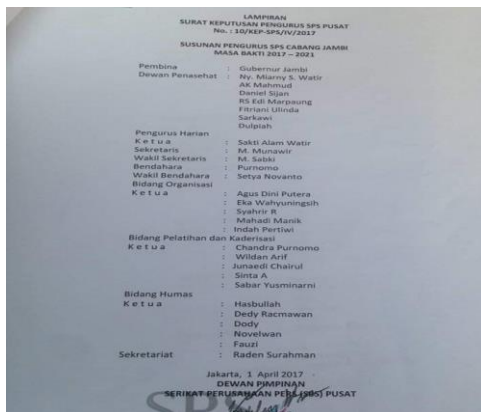 LAMPIRAN
SURAT KEPUTUSAN PENGURUS SPS PUSAT
No. : 10/KEP-SPS/IV/2017
SUSUNAN PENGURUS SPS CABANG JAMBI
MASA BAKTI 2017 – 2021
Pembina : Gubernur Jambi
Dewan Penasehat : Ny. Miarny S. Watir
AK Mahmud
Daniel Sijan
RS Edi Marpaung
Fitriani Ulinda
Sarkawi
Dulpiah
Pengurus Harian
K e t u a : Sakti Alam Watir
Sekretaris : M. Munawir
Wakil Sekretaris : M. Sabki
Bendahara : Purnomo
Wakil Bendahara : Setya Novanto
Bidang Organisasi
K e t u a : Agus Dini Putera
: Eka Wahyuningsih
: Syahrir R
: Mahadi Manik
: Indah Pertiwi
Bidang Pelatihan dan Kaderisasi
K e t u a : Chandra Purnomo
: Wildan Arif
: Junaedi Chairul
: Sinta A
: Sabar Yusminarni
Bidang Humas
K e t u a : Hasbullah
: Dedy Racmawan
: Dody
: Novelwan
: Fauzi
Sekretariat : Raden Surahman
Jakarta, 1 April 2017
DEWAN PIMPINAN
SERIKAT PERUSAHAAN PERS (SPS) PUSAT